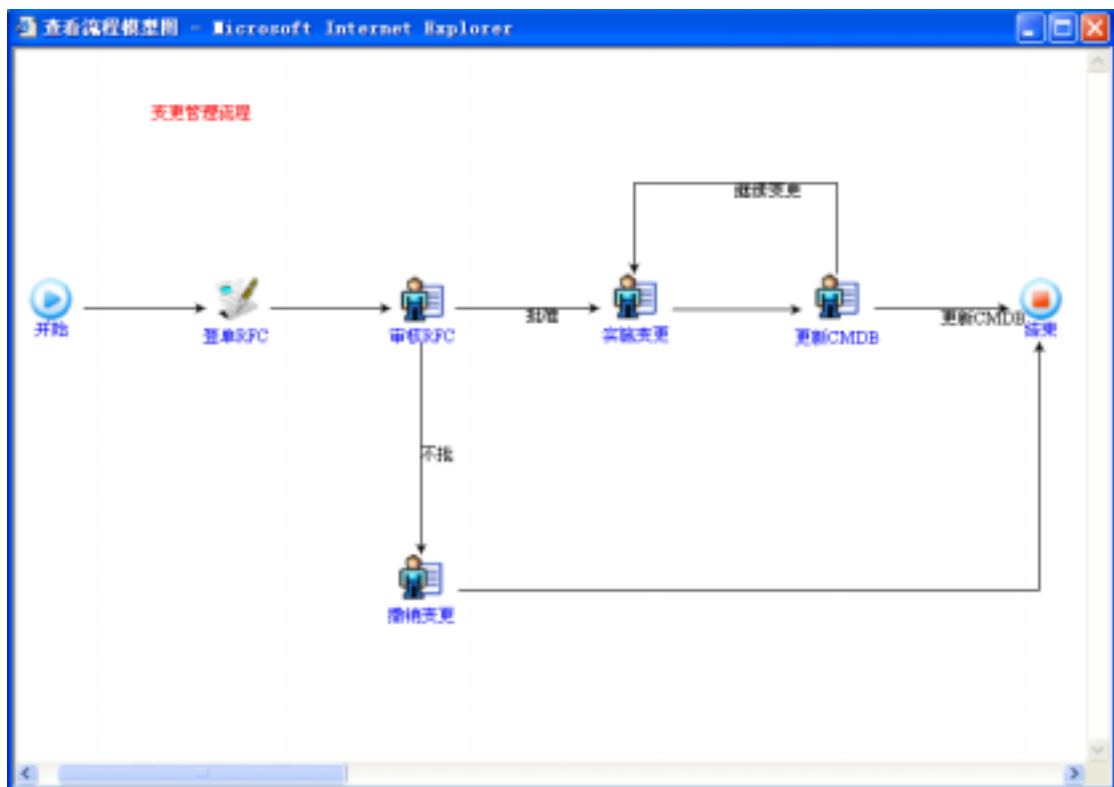 查看流程模型图 - Microsoft Internet Explorer
变更管理流程
继续变更
开始
登单RFC
审核RFC
批准
实施变更
更新CMDB
更新CMDB
结束
不批
撤销变更